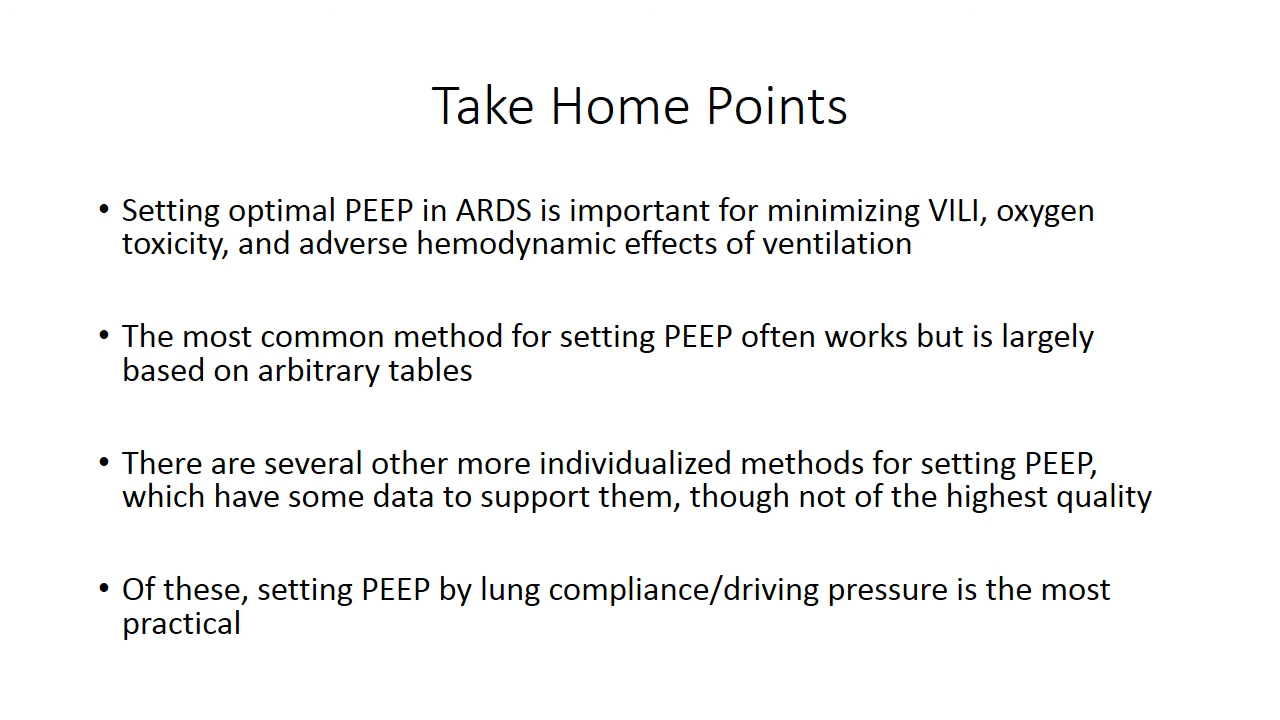 Take Home Points
• Setting optimal PEEP in ARDS is important for minimizing VILI, oxygen
toxicity, and adverse hemodynamic effects of ventilation
• The most common method for setting PEEP often works but is largely
based on arbitrary tables
• There are several other more individualized methods for setting PEEP,
which have some data to support them, though not of the highest quality
• Of these, setting PEEP by lung compliance/driving pressure is the most
practical